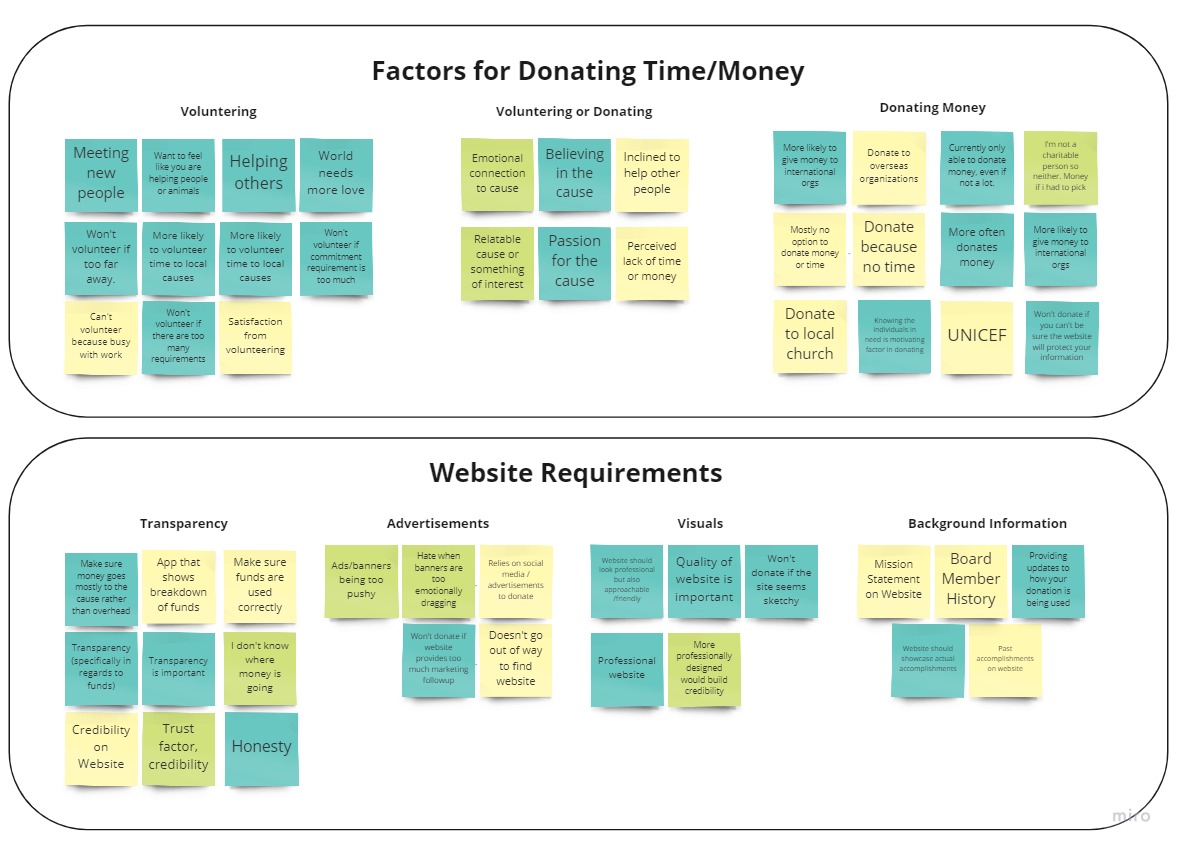 Factors for Donating Time/Money
Voluntering
Meeting
new
people
Want to feel
like you are
helping people
or animals
Helping
others
World
needs
more love
Won't
volunteer if
too far
away.
More likely
to volunteer
time to local
causes
More likely
to volunteer
time to local
causes
Won't
volunteer if
commitment
requirement is
too much
Can't
volunteer
because busy
with work
Won't
volunteer if
there are too
many
requirements
Satisfaction
from
volunteering
Voluntering or Donating
Emotional
connection
to cause
Believing
in the
cause
Inclined to
help other
people
Relatable
cause or
something
of interest
Passion
for the
cause
Perceived
lack of time
or money
Donating Money
More likely to
give money to
international
orgs
Donate to
overseas
organizations
Currently only
able to donate
money, even if
not a lot.
I'm not a
charitable
person so
neither. Money
if i had to pick
Mostly no
option to
donate money
or time
Donate
because
no time
More often
donates
money
More likely to
give money to
international
orgs
Donate
to local
church
Knowing the
individuals in
need is motivating
factor in donating
UNICEF
Won't donate if
you can't be
sure the website
will protect your
information
Website Requirements
Transparency
Make sure
money goes
mostly to the
cause rather
than overhead
App that
shows
breakdown
of funds
Make sure
funds are
used
correctly
Transparency
(specifically in
regards to
funds)
Transparency
is important
I don't know
where
money is
going
Credibility
on
Website
Trust
factor,
credibility
Honesty
Advertisements
Ads/banners
being too
pushy
Hate when
banners are
too
emotionally
dragging
Relies on social
media /
advertisements
to donate
Won't donate if
website
provides too
much marketing
followup
Doesn't go
out of way
to find
website
Visuals
Website should
look professional
but also
approachable
/friendly
Quality of
website is
important
Won't
donate if the
site seems
sketchy
Professional
website
More
professionally
designed
would build
credibility
Background Information
Mission
Statement
on Website
Board
Member
History
Providing
updates to
how your
donation is
being used
Website should
showcase actual
accomplishments
Past
accomplishments
on website
miro